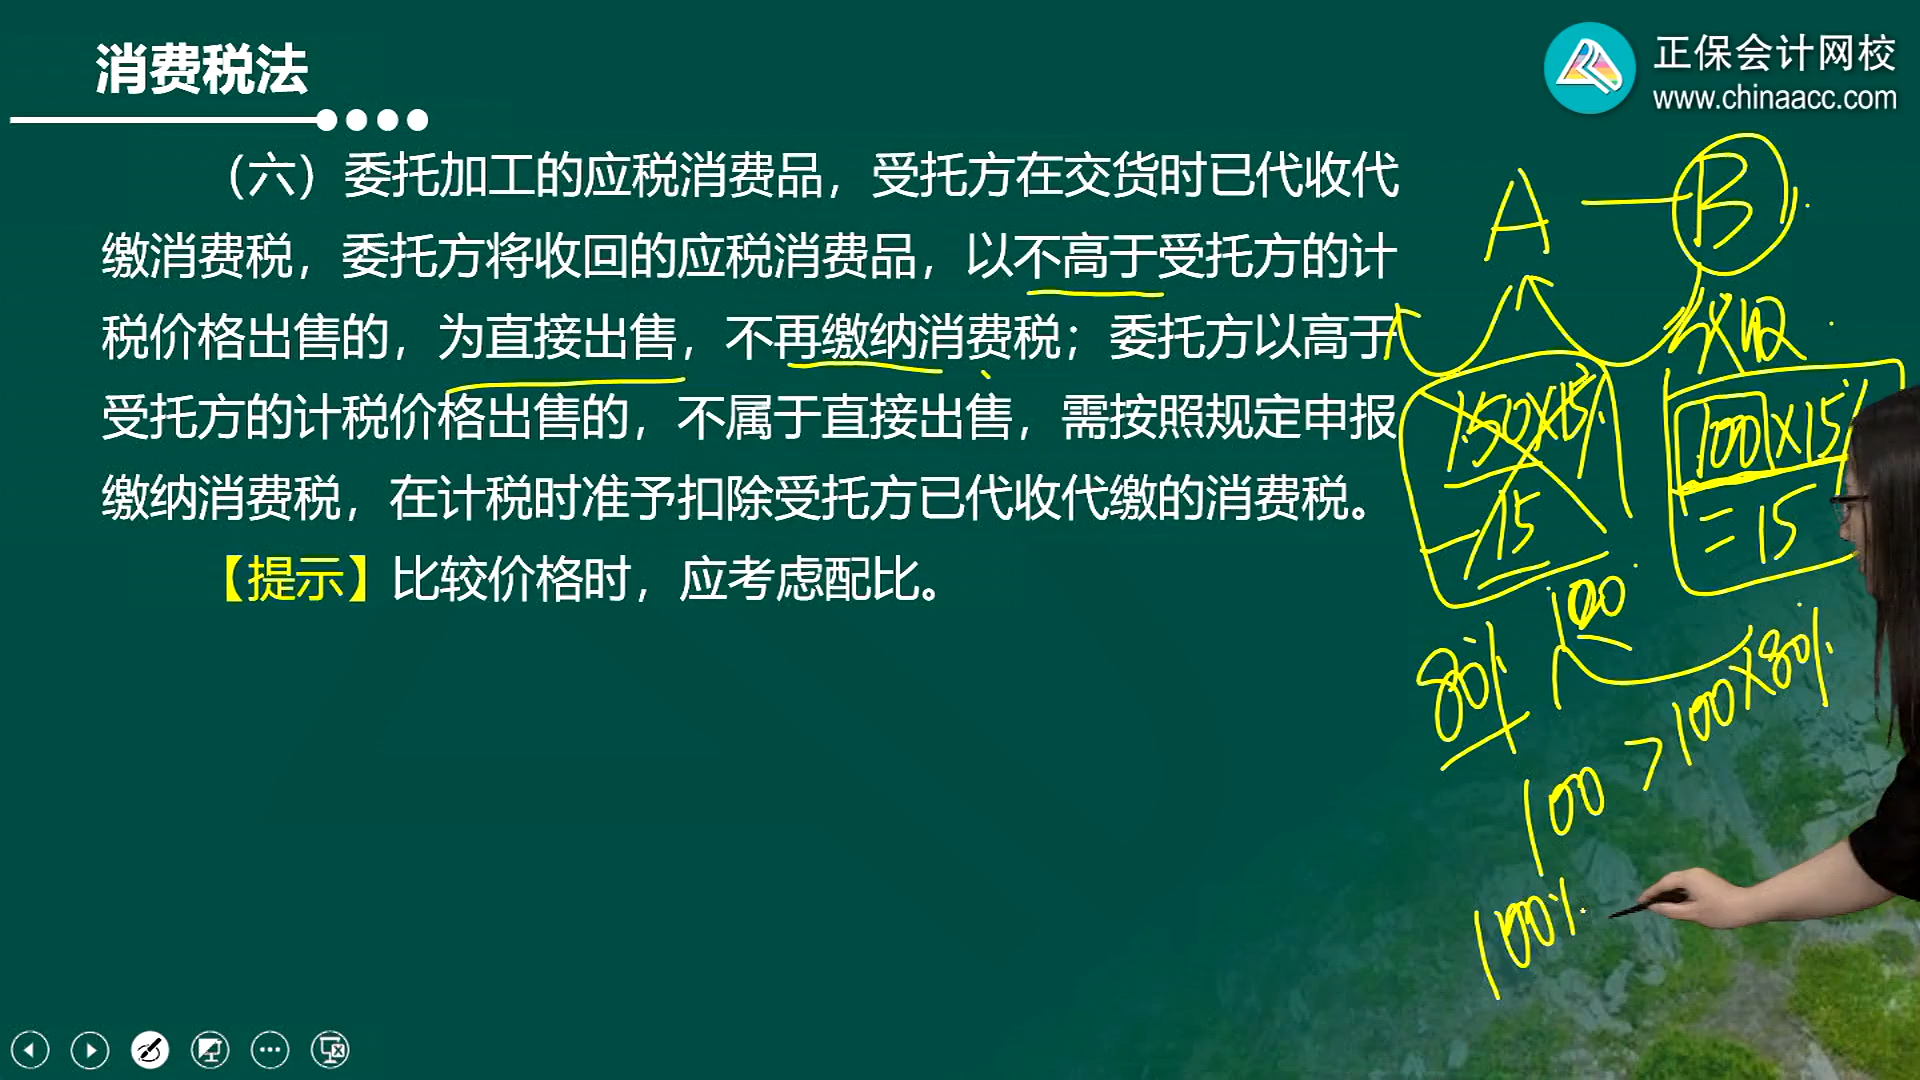 消费税法
正保会计网校
www.chinaacc.com
（六）委托加工的应税消费品，受托方在交货时已代收代
缴消费税，委托方将收回的应税消费品，以不高于受托方的计
税价格出售的，为直接出售，不再缴纳消费税；委托方以高于
受托方的计税价格出售的，不属于直接出售，需按照规定申报
缴纳消费税，在计税时准予扣除受托方已代收代缴的消费税。
【提示】比较价格时，应考虑配比。
A — B
150×15%
-15
100×15%
=15
100
80%
100 > 100×80%
100%